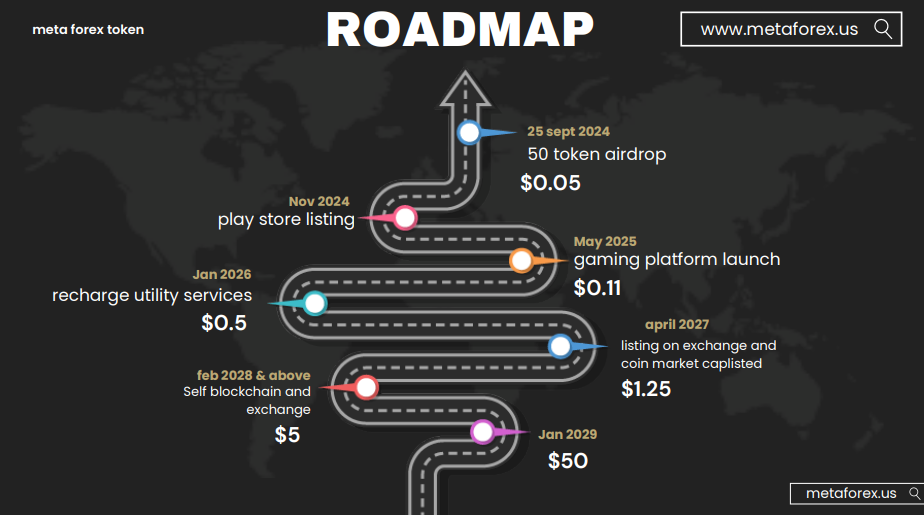 meta forex token
ROADMAP
www.metaforex.us
25 sept 2024
50 token airdrop
$0.05
Nov 2024
play store listing
May 2025
gaming platform launch
$0.11
Jan 2026
recharge utility services
$0.5
april 2027
listing on exchange and
coin market caplisted
$1.25
feb 2028 & above
Self blockchain and
exchange
$5
Jan 2029
$50
metaforex.us